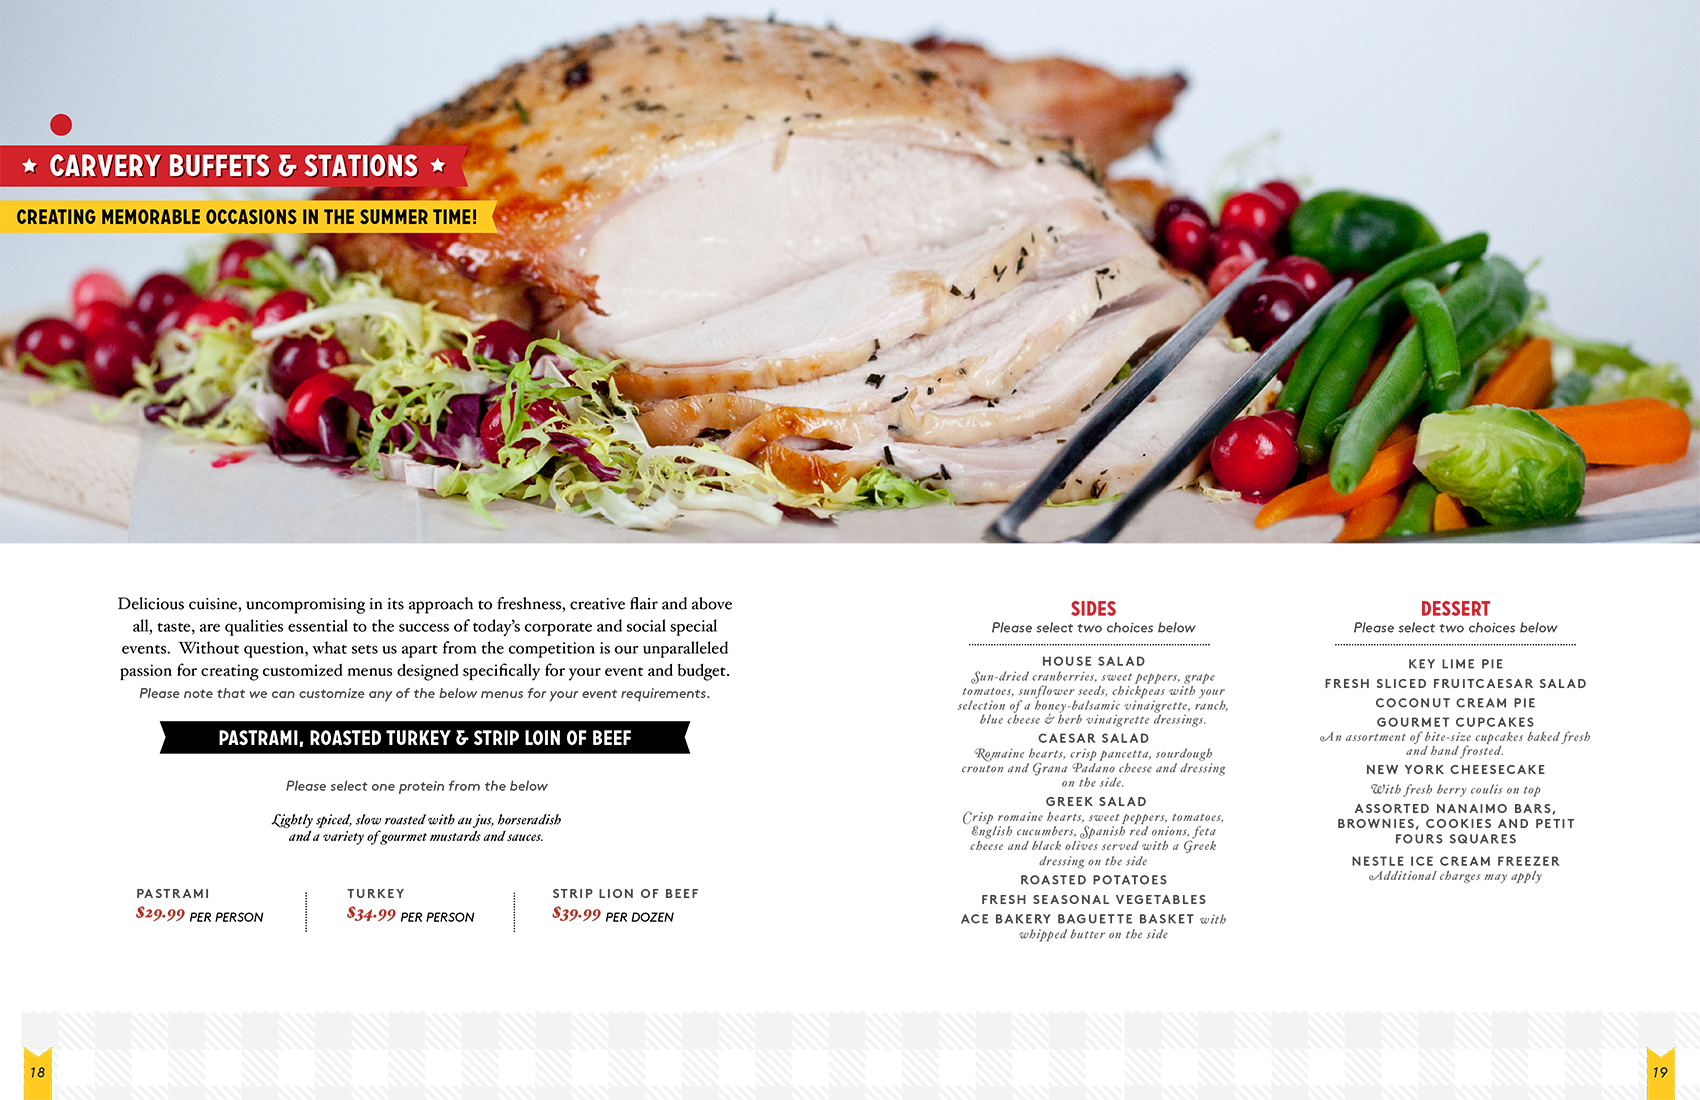 CARVERY BUFFETS & STATIONS
CREATING MEMORABLE OCCASIONS IN THE SUMMER TIME!
Delicious cuisine, uncompromising in its approach to freshness, creative flair and above
all, taste, are qualities essential to the success of today's corporate and social special
events.  Without question, what sets us apart from the competition is our unparalleled
passion for creating customized menus designed specifically for your event and budget.
Please note that we can customize any of the below menus for your event requirements.
PASTRAMI, ROASTED TURKEY & STRIP LOIN OF BEEF
Please select one protein from the below
Lightly spiced, slow roasted with au jus, horseradish
and a variety of gourmet mustards and sauces.
PASTRAMI
$29.99 PER PERSON
TURKEY
$34.99 PER PERSON
STRIP LION OF BEEF
$39.99 PER DOZEN
SIDES
Please select two choices below
HOUSE SALAD
Sun-dried cranberries, sweet peppers, grape
tomatoes, sunflower seeds, chickpeas with your
selection of a honey-balsamic vinaigrette, ranch,
blue cheese & herb vinaigrette dressings.
CAESAR SALAD
Romaine hearts, crisp pancetta, sourdough
crouton and Grana Padano cheese and dressing
on the side.
GREEK SALAD
Crisp romaine hearts, sweet peppers, tomatoes,
English cucumbers, Spanish red onions, feta
cheese and black olives served with a Greek
dressing on the side
ROASTED POTATOES
FRESH SEASONAL VEGETABLES
ACE BAKERY BAGUETTE BASKET with
whipped butter on the side
DESSERT
Please select two choices below
KEY LIME PIE
FRESH SLICED FRUITCAESAR SALAD
COCONUT CREAM PIE
GOURMET CUPCAKES
An assortment of bite-size cupcakes baked fresh
and hand frosted.
NEW YORK CHEESECAKE
With fresh berry coulis on top
ASSORTED NANAIMO BARS,
BROWNIES, COOKIES AND PETIT
FOURS SQUARES
NESTLE ICE CREAM FREEZER
Additional charges may apply
18
19